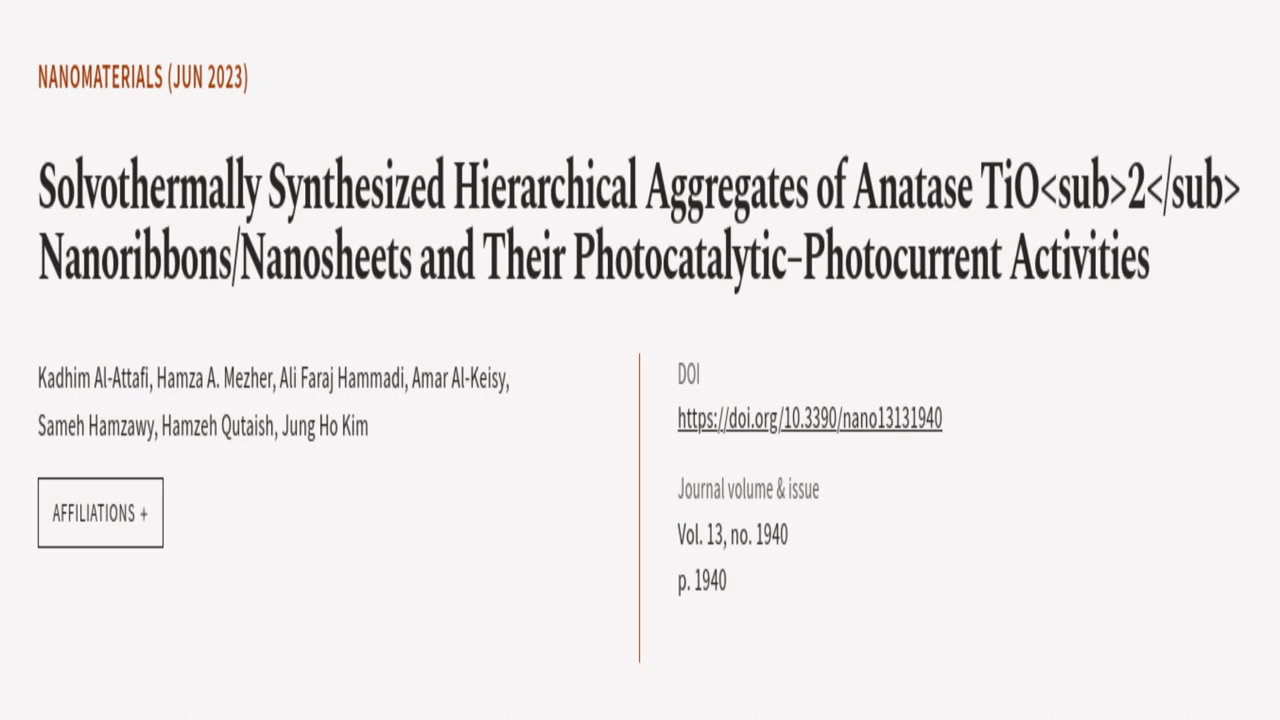 NANOMATERIALS (JUN 2023)
Solvothermally Synthesized Hierarchical Aggregates of Anatase TiO<sub>2</sub>
Nanoribbons/Nanosheets and Their Photocatalytic–Photocurrent Activities
Kadhim Al-Attafi, Hamza A. Mezher, Ali Faraj Hammadi, Amar Al-Keisy,
Sameh Hamzawy, Hamzeh Qutaish, Jung Ho Kim
AFFILIATIONS +
DOI
https://doi.org/10.3390/nano13131940
Journal volume & issue
Vol. 13, no. 1940
p. 1940